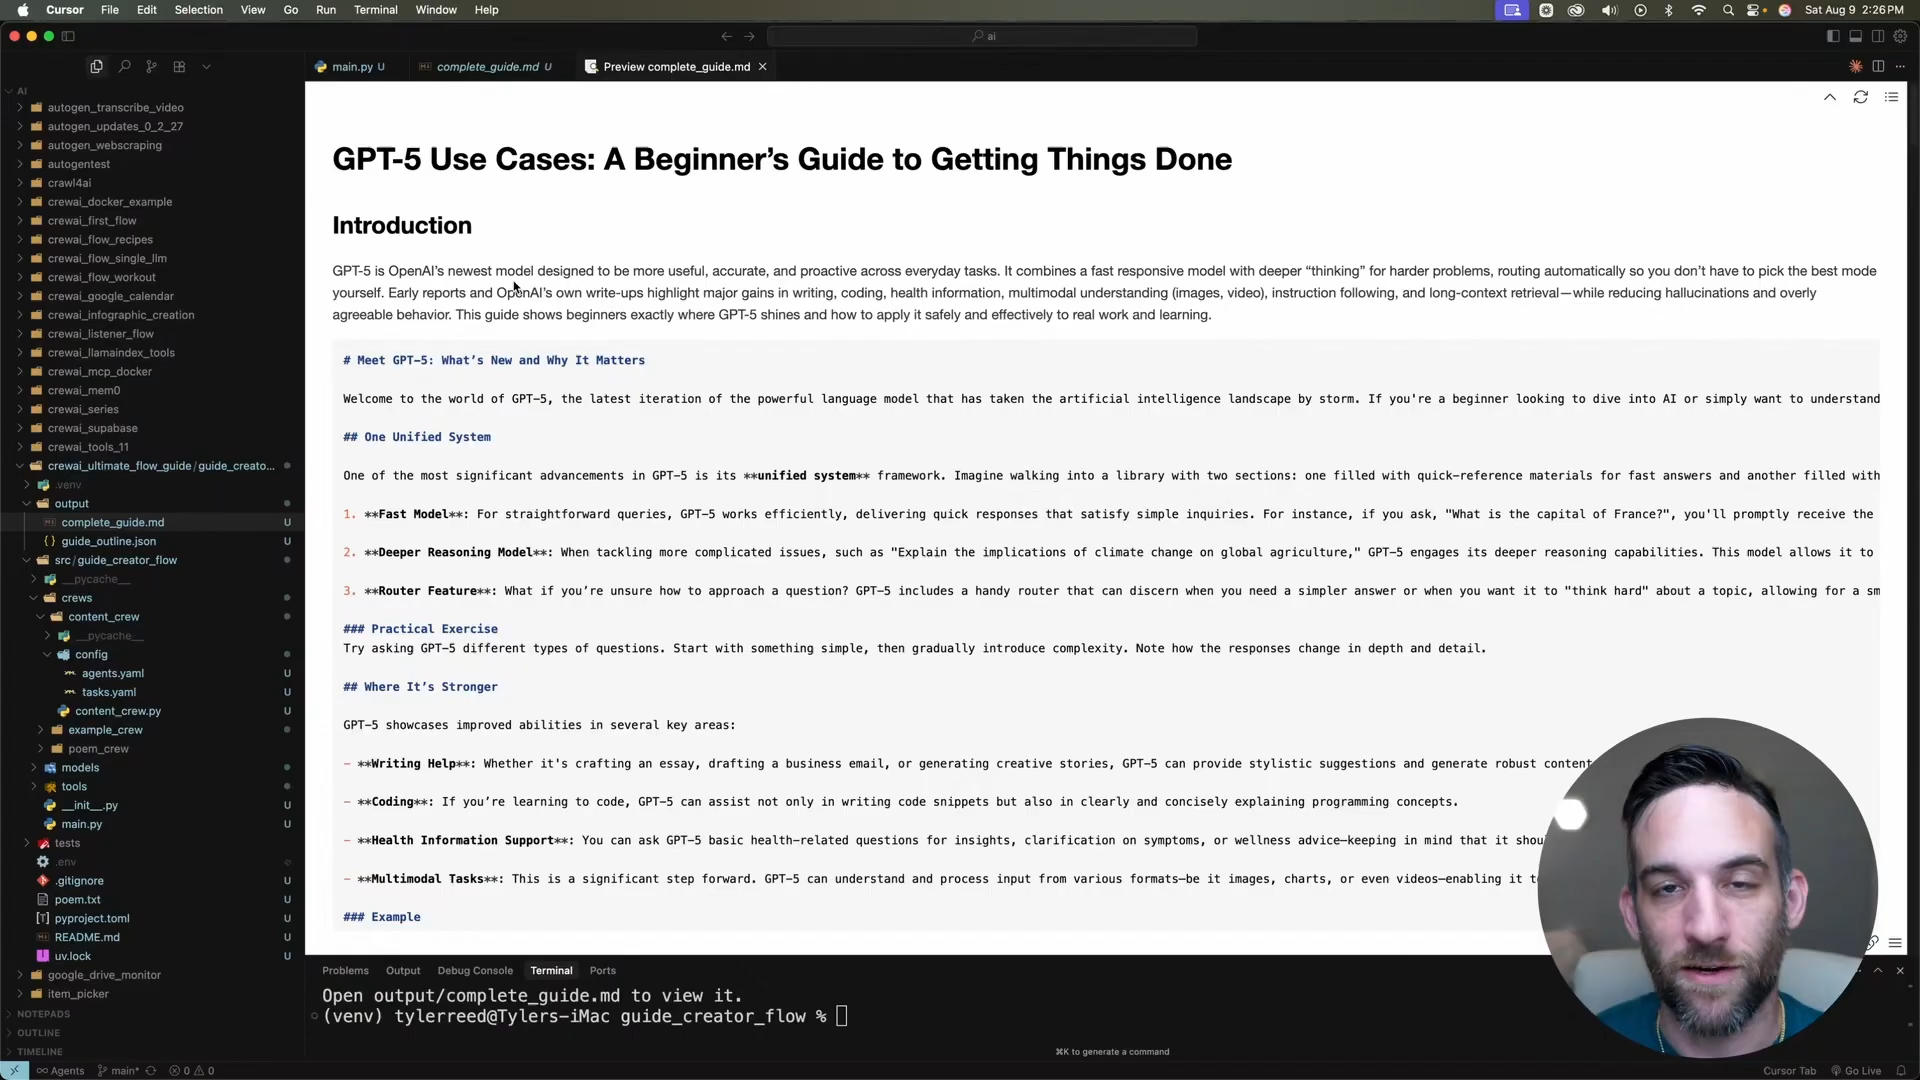 Cursor File Edit Selection View Go Run Terminal Window Help Sat Aug 9 2:26 PM
ai
main.py U complete_guide.md U Preview complete_guide.md
AI
autogen_transcribe_video
autogen_updates_0_2_27
autogen_webscraping
autogentest
crawl4ai
crewai_docker_example
crewai_first_flow
crewai_flow_recipes
crewai_flow_single_llm
crewai_flow_workout
crewai_google_calendar
crewai_infographic_creation
crewai_listener_flow
crewai_llamaindex_tools
crewai_mcp_docker
crewai_mem0
crewai_series
crewai_supabase
crewai_tools_11
crewai_ultimate_flow_guide/guide_creato...
.venv
output
complete_guide.md U
guide_outline.json U
src/guide_creator_flow
__pycache__
crews
content_crew
__pycache__
config
agents.yaml U
tasks.yaml U
content_crew.py U
example_crew
poem_crew
models
tools
__init__.py U
main.py U
tests
.env
.gitignore U
poem.txt U
pyproject.toml U
README.md U
uv.lock U
google_drive_monitor
item_picker
NOTEPADS
OUTLINE
TIMELINE
GPT-5 Use Cases: A Beginner's Guide to Getting Things Done
Introduction
GPT-5 is OpenAI's newest model designed to be more useful, accurate, and proactive across everyday tasks. It combines a fast responsive model with deeper “thinking” for harder problems, routing automatically so you don't have to pick the best mode
yourself. Early reports and OpenAI's own write-ups highlight major gains in writing, coding, health information, multimodal understanding (images, video), instruction following, and long-context retrieval—while reducing hallucinations and overly
agreeable behavior. This guide shows beginners exactly where GPT-5 shines and how to apply it safely and effectively to real work and learning.
# Meet GPT-5: What's New and Why It Matters
Welcome to the world of GPT-5, the latest iteration of the powerful language model that has taken the artificial intelligence landscape by storm. If you're a beginner looking to dive into AI or simply want to understand
## One Unified System
One of the most significant advancements in GPT-5 is its **unified system** framework. Imagine walking into a library with two sections: one filled with quick-reference materials for fast answers and another filled with
1. **Fast Model**: For straightforward queries, GPT-5 works efficiently, delivering quick responses that satisfy simple inquiries. For instance, if you ask, "What is the capital of France?", you'll promptly receive the
2. **Deeper Reasoning Model**: When tackling more complicated issues, such as "Explain the implications of climate change on global agriculture," GPT-5 engages its deeper reasoning capabilities. This model allows it to
3. **Router Feature**: What if you're unsure how to approach a question? GPT-5 includes a handy router that can discern when you need a simpler answer or when you want it to "think hard" about a topic, allowing for a sm
### Practical Exercise
Try asking GPT-5 different types of questions. Start with something simple, then gradually introduce complexity. Note how the responses change in depth and detail.
## Where It's Stronger
GPT-5 showcases improved abilities in several key areas:
- **Writing Help**: Whether it's crafting an essay, drafting a business email, or generating creative stories, GPT-5 can provide stylistic suggestions and generate robust content
- **Coding**: If you're learning to code, GPT-5 can assist not only in writing code snippets but also in clearly and concisely explaining programming concepts.
- **Health Information Support**: You can ask GPT-5 basic health-related questions for insights, clarification on symptoms, or wellness advice—keeping in mind that it shou
- **Multimodal Tasks**: This is a significant step forward. GPT-5 can understand and process input from various formats—be it images, charts, or even videos—enabling it t
### Example
Problems Output Debug Console Terminal Ports
Open output/complete_guide.md to view it.
(venv) tylerreed@Tylers-iMac guide_creator_flow %
⌘K to generate a command
Agents main* 0 0 Cursor Tab Go Live